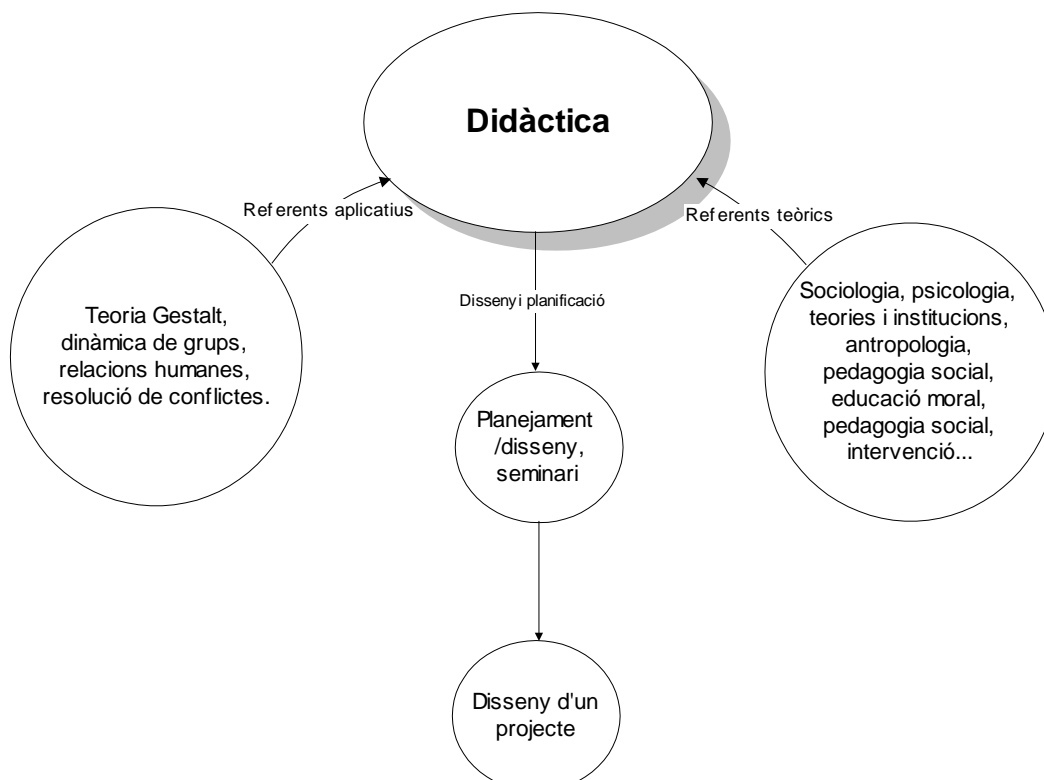 Didàctica
Referents aplicatius
Referents teòrics
Teoria Gestalt,
dinàmica de grups,
relacions humanes,
resolució de conflictes.
Disseny i planificació
Sociologia, psicologia,
teories i institucions,
antropologia,
pedagogia social,
educació moral,
pedagogia social,
intervenció...
Planejament
/disseny,
seminari
Disseny d'un
projecte